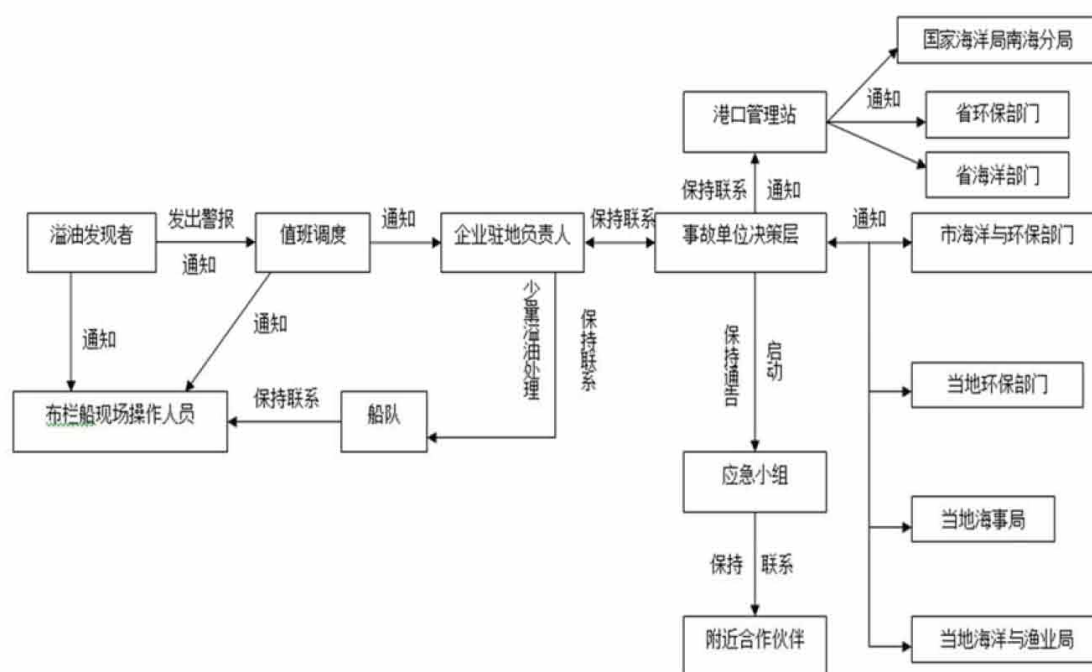 国家海洋局南海分局
港口管理站
通知
省环保部门
省海洋部门
保持联系
通知
溢油发现者
发出警报
通知
值班调度
通知
企业驻地负责人
保持联系
事故单位决策层
通知
市海洋与环保部门
通知
通知
少量溢油处理
保持联系
保持通告
启动
布栏船现场操作人员
保持联系
船队
当地环保部门
应急小组
当地海事局
保持
联系
附近合作伙伴
当地海洋与渔业局